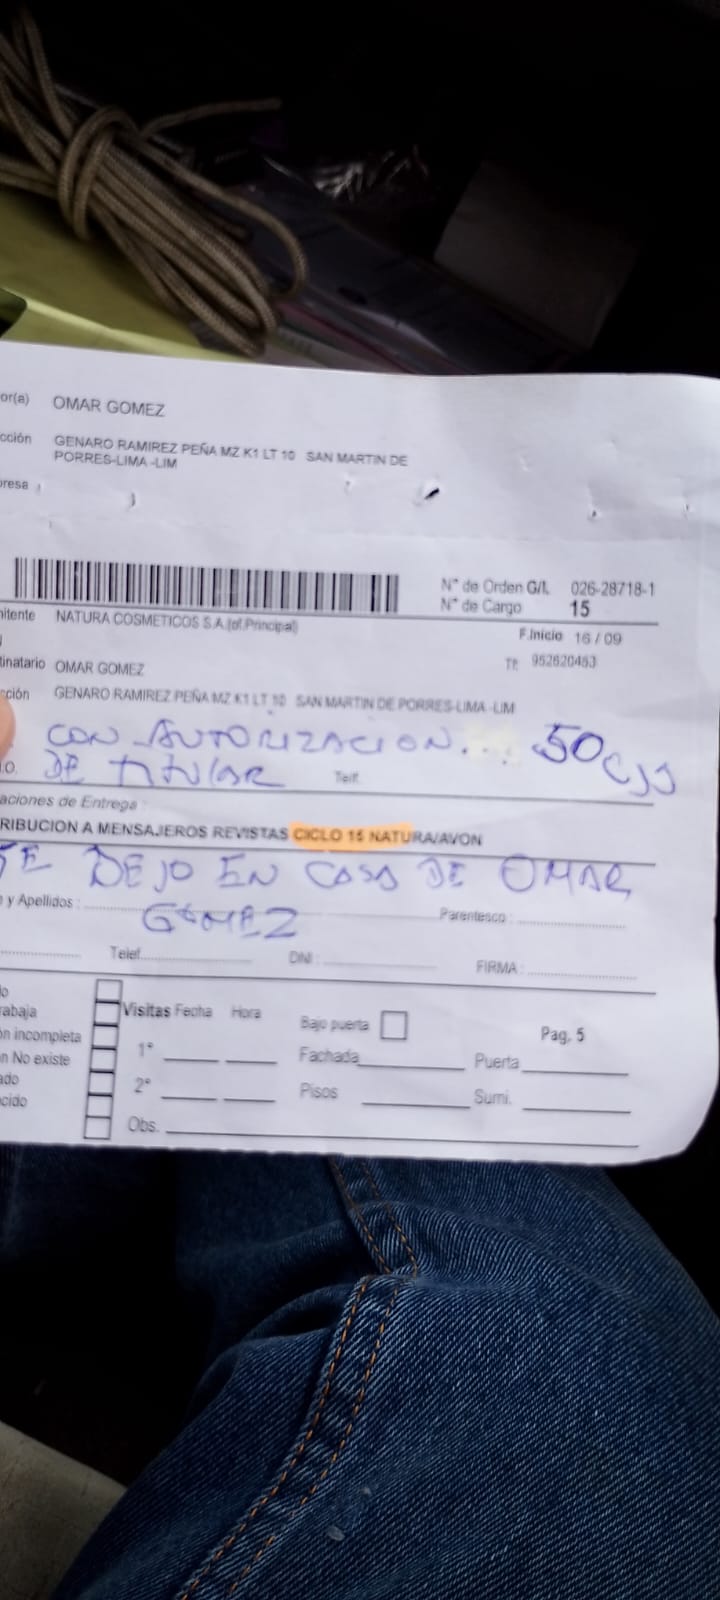 or(a) OMAR GOMEZ
cción GENARO RAMIREZ PEÑA MZ K1 LT 10 SAN MARTIN DE
PORRES-LIMA -LIM
resa
N° de Orden G/I. 026-28718-1
N° de Cargo 15
itente NATURA COSMETICOS S.A.(of.Principal)
F.Inicio 16 / 09
tinatario OMAR GOMEZ
Tf. 952620453
cción GENARO RAMIREZ PEÑA MZ K1 LT 10 SAN MARTIN DE PORRES-LIMA -LIM
CON AUTORIZACION... 50 CJS
.O. DE TITULAR Telf.
aciones de Entrega :
RIBUCION A MENSAJEROS REVISTAS CICLO 15 NATURA/AVON
SE DEJO EN CASA DE OMAR
y Apellidos : GOMEZ Parentesco :
Telef. DNI : FIRMA :
do
rabaja Visitas Fecha Hora Bajo puerta Pag, 5
ón incompleta 1° Fachada Puerta
n No existe
ado 2° Pisos Sumi.
cido
Obs.